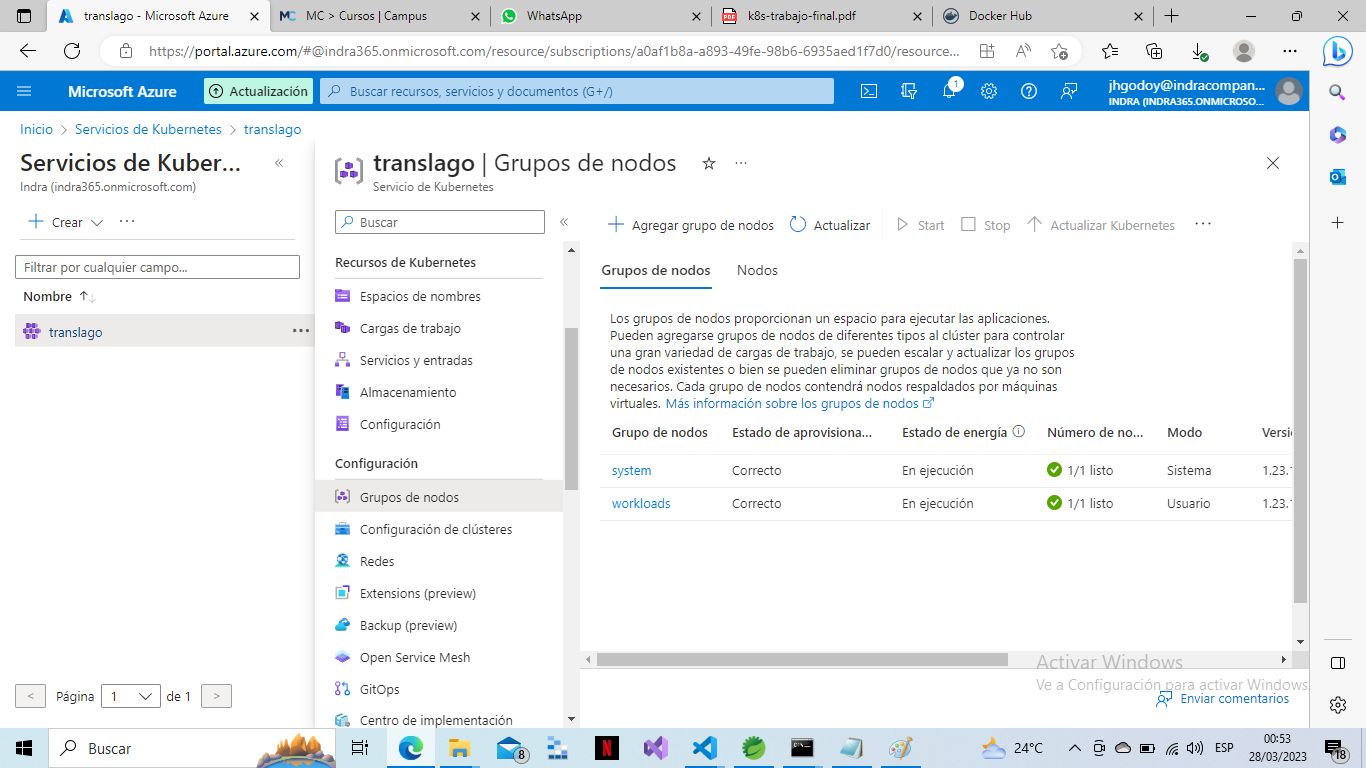 translago - Microsoft Azure
MC > Cursos | Campus
WhatsApp
k8s-trabajo-final.pdf
Docker Hub
https://portal.azure.com/#@indra365.onmicrosoft.com/resource/subscriptions/a0af1b8a-a893-49fe-98b6-6935aed1f7d0/resource...
Microsoft Azure
Actualización
Buscar recursos, servicios y documentos (G+/)
1
jhgodoy@indracompan...
INDRA (INDRA365.ONMICROSO...
Inicio > Servicios de Kubernetes > translago
Servicios de Kuber...
Indra (indra365.onmicrosoft.com)
Crear
Filtrar por cualquier campo...
Nombre
translago
Página 1 de 1
translago | Grupos de nodos
Servicio de Kubernetes
Buscar
Recursos de Kubernetes
Espacios de nombres
Cargas de trabajo
Servicios y entradas
Almacenamiento
Configuración
Configuración
Grupos de nodos
Configuración de clústeres
Redes
Extensions (preview)
Backup (preview)
Open Service Mesh
GitOps
Centro de implementación
Agregar grupo de nodos
Actualizar
Start
Stop
Actualizar Kubernetes
Grupos de nodos
Nodos
Los grupos de nodos proporcionan un espacio para ejecutar las aplicaciones.
Pueden agregarse grupos de nodos de diferentes tipos al clúster para controlar
una gran variedad de cargas de trabajo, se pueden escalar y actualizar los grupos
de nodos existentes o bien se pueden eliminar grupos de nodos que ya no son
necesarios. Cada grupo de nodos contendrá nodos respaldados por máquinas
virtuales. Más información sobre los grupos de nodos
Grupo de nodos Estado de aprovisiona... Estado de energía Número de no... Modo Versi
system Correcto En ejecución 1/1 listo Sistema 1.23.1
workloads Correcto En ejecución 1/1 listo Usuario 1.23.1
Activar Windows
Ve a Configuración para activar Windows.
Enviar comentarios
Buscar
8
24°C
ESP
00:53
28/03/2023
18